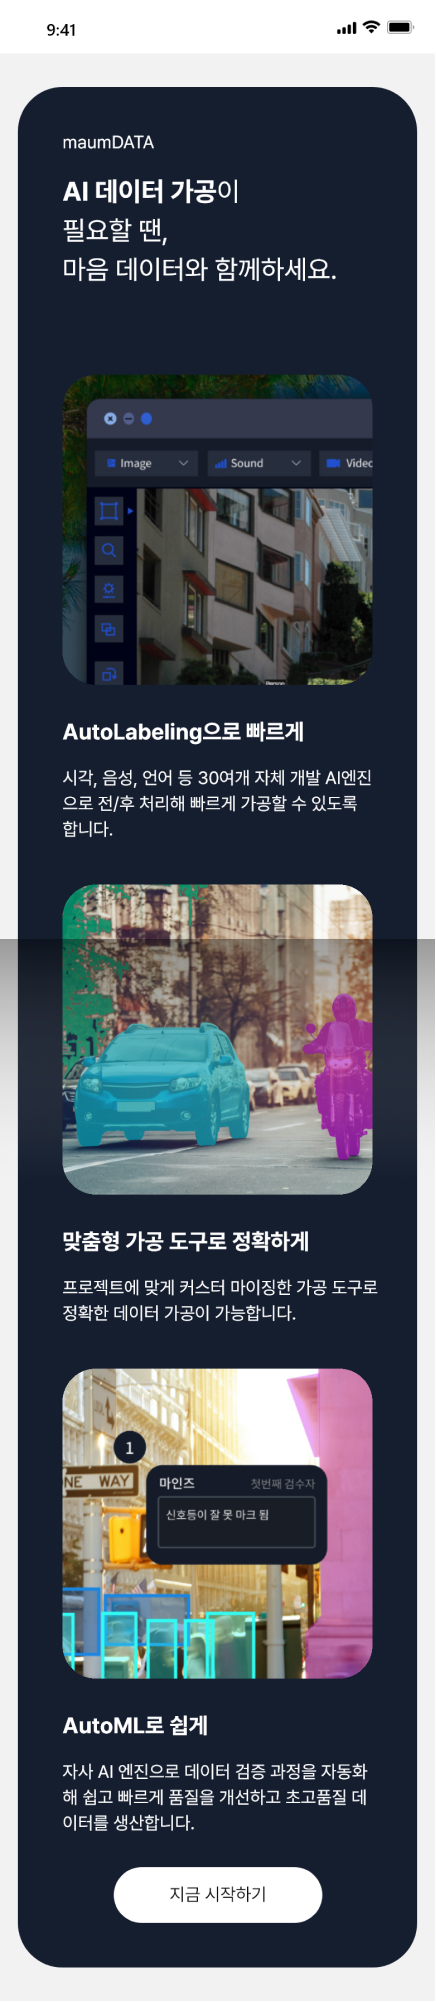 9:41
maumDATA
AI 데이터 가공이
필요할 땐,
마음 데이터와 함께하세요.
Image
Sound
Video
Person
AutoLabeling으로 빠르게
시각, 음성, 언어 등 30여개 자체 개발 AI엔진
으로 전/후 처리해 빠르게 가공할 수 있도록
합니다.
맞춤형 가공 도구로 정확하게
프로젝트에 맞게 커스터 마이징한 가공 도구로
정확한 데이터 가공이 가능합니다.
1
NE WAY
마인즈 첫번째 검수자
신호등이 잘 못 마크 됨
AutoML로 쉽게
자사 AI 엔진으로 데이터 검증 과정을 자동화
해 쉽고 빠르게 품질을 개선하고 초고품질 데
이터를 생산합니다.
지금 시작하기